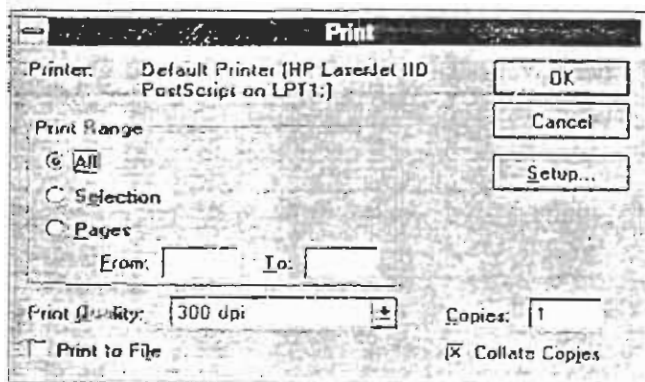 Print
Printer: Default Printer (HP LaserJet IID
PostScript on LPT1:)
OK
Cancel
Setup...
Print Range
All
Selection
Pages
From: To:
Print Quality: 300 dpi
Copies: 1
Print to File
Collate Copies